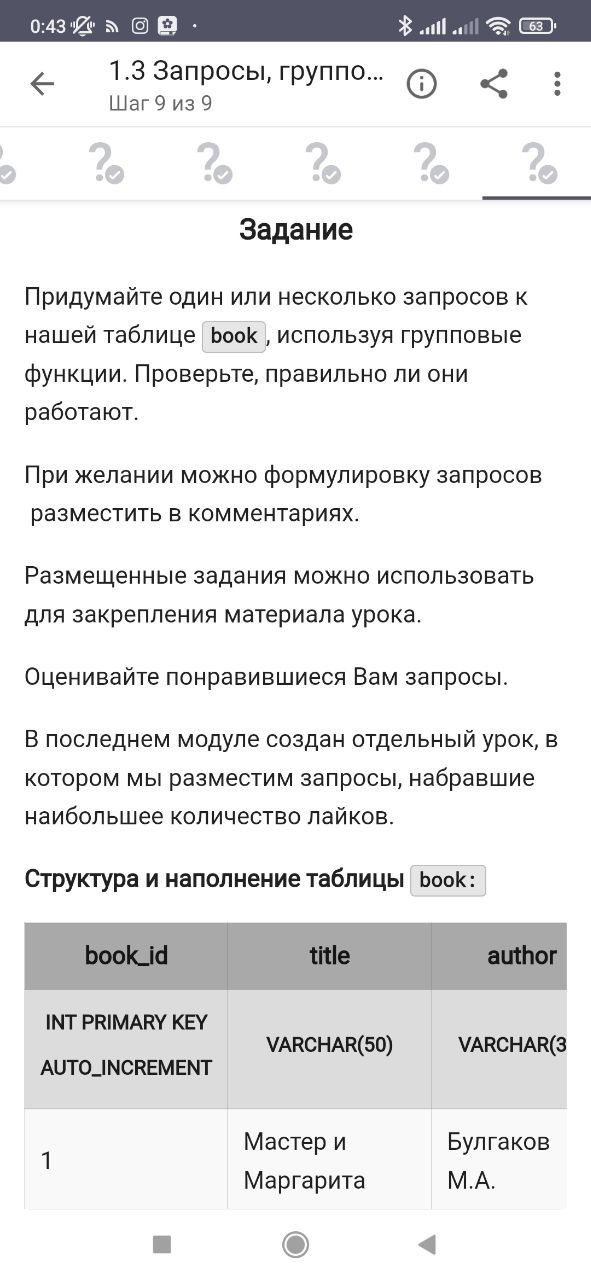 0:43
63
1.3 Запросы, группо...
Шаг 9 из 9
Задание
Придумайте один или несколько запросов к
нашей таблице book, используя групповые
функции. Проверьте, правильно ли они
работают.
При желании можно формулировку запросов
разместить в комментариях.
Размещенные задания можно использовать
для закрепления материала урока.
Оценивайте понравившиеся Вам запросы.
В последнем модуле создан отдельный урок, в
котором мы разместим запросы, набравшие
наибольшее количество лайков.
Структура и наполнение таблицы book:
book_id title author
INT PRIMARY KEY
AUTO_INCREMENT
VARCHAR(50) VARCHAR(3
1
Мастер и
Маргарита
Булгаков
М.А.